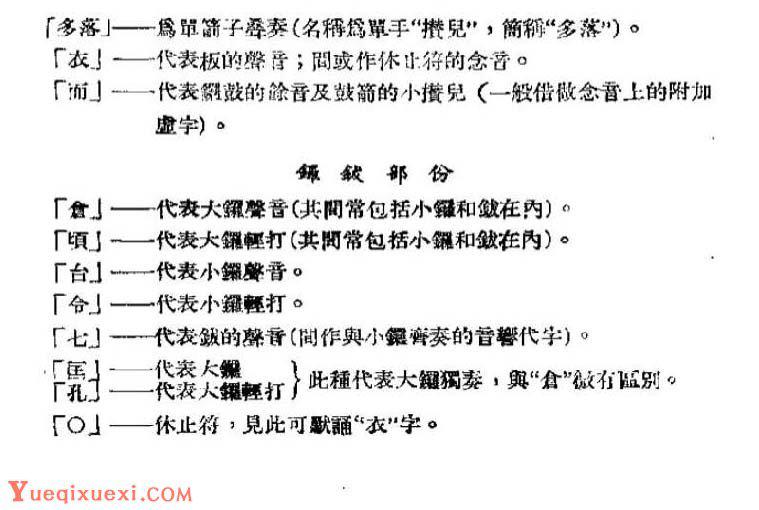 「多落」——爲單箭子彎奏(名稱爲單手“攢兒”，簡稱“多落”)。
「衣」——代表板的聲音；間或作休止符的念音。
「而」——代表鑼鼓的餘音及鼓箭的小攢兒（一般借做念音上的附加
虛字)。
鑼鈸部份
「倉」——代表大鑼聲音(其間常包括小鑼和鈸在內)。
「頃」——代表大鑼輕打(其間常包括小鑼和鈸在內)。
「台」——代表小鑼聲音。
「令」——代表小鑼輕打。
「七」——代表鈸的聲音(間作與小鑼齊奏的音響代字)。
「匡」——代表大鑼
「孔」——代表大鑼輕打 } 此種代表大鑼獨奏，與“倉”微有區別。
「〇」——休止符，見此可默誦“衣”字。
Yueqixuexi.com